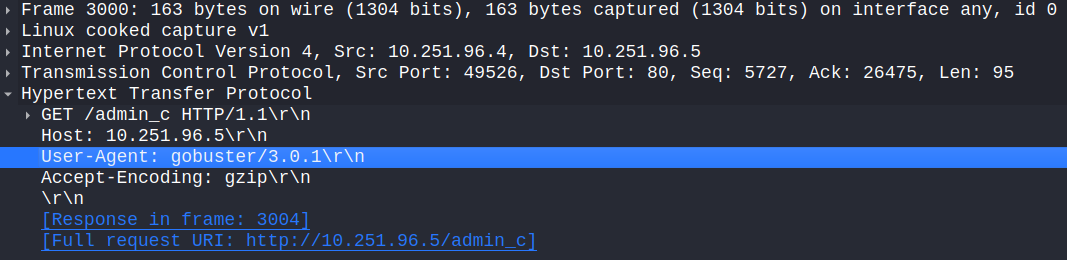 Frame 3000: 163 bytes on wire (1304 bits), 163 bytes captured (1304 bits) on interface any, id 0
Linux cooked capture v1
Internet Protocol Version 4, Src: 10.251.96.4, Dst: 10.251.96.5
Transmission Control Protocol, Src Port: 49526, Dst Port: 80, Seq: 5727, Ack: 26475, Len: 95
Hypertext Transfer Protocol
GET /admin_c HTTP/1.1\r\n
Host: 10.251.96.5\r\n
User-Agent: gobuster/3.0.1\r\n
Accept-Encoding: gzip\r\n
\r\n
[Response in frame: 3004]
[Full request URI: http://10.251.96.5/admin_c]